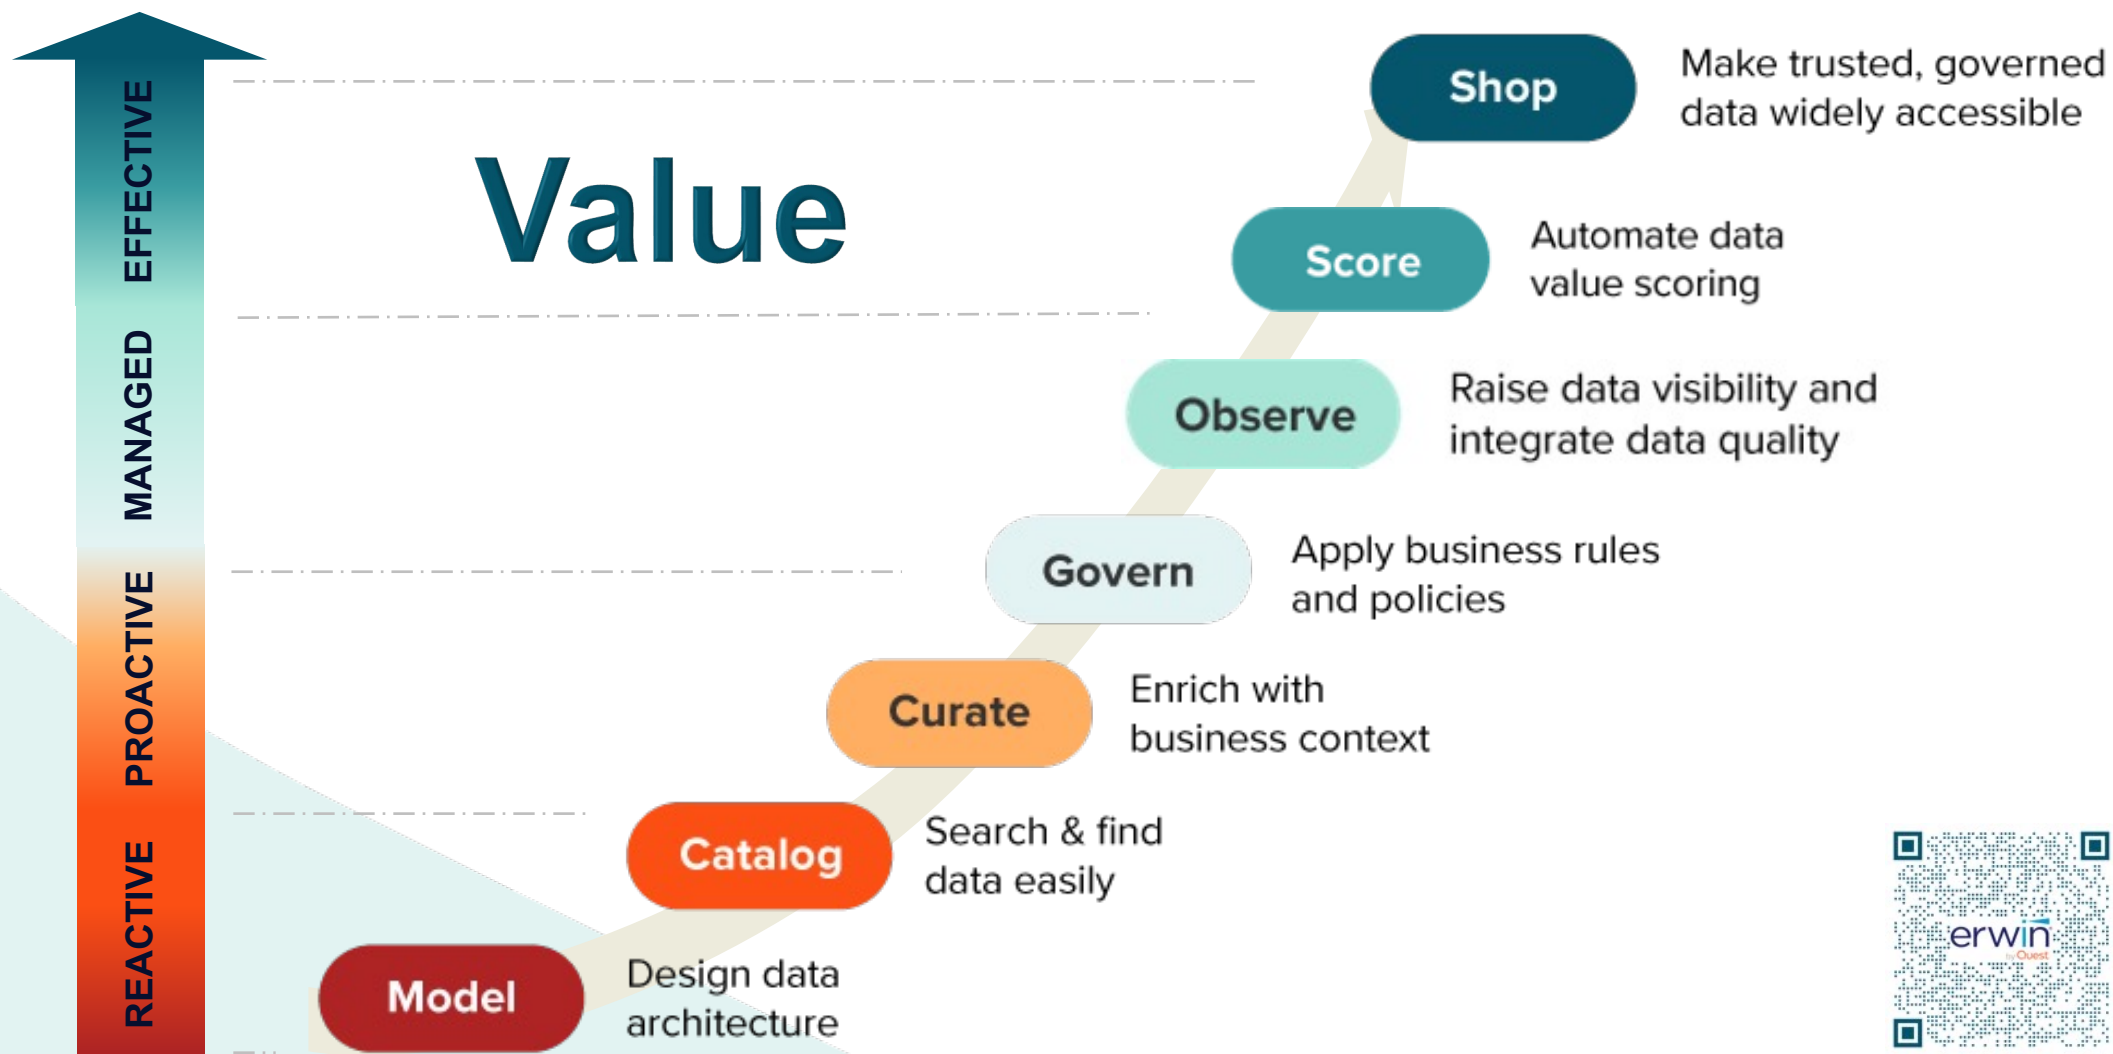 EFFECTIVE
MANAGED
PROACTIVE
REACTIVE
Value
Shop
Make trusted, governed
data widely accessible
Score
Automate data
value scoring
Observe
Raise data visibility and
integrate data quality
Govern
Apply business rules
and policies
Curate
Enrich with
business context
Catalog
Search & find
data easily
Model
Design data
architecture
erwin
by Quest